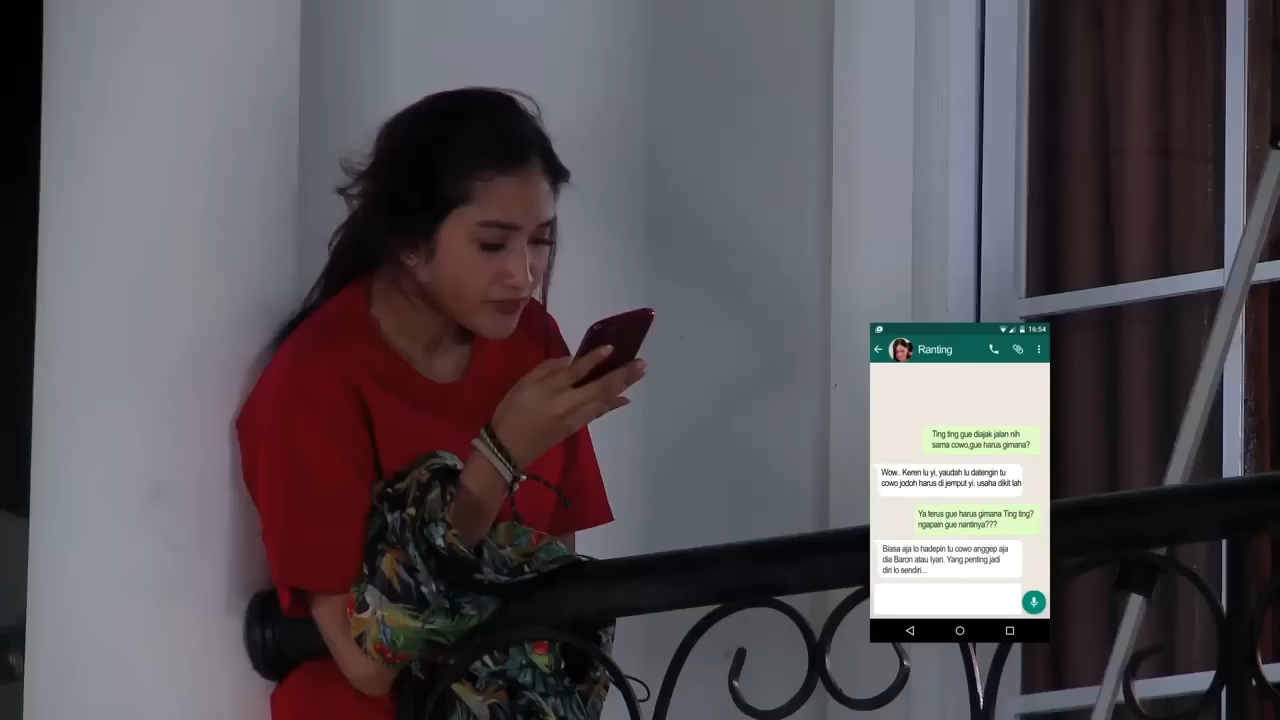 16:54
Ranting
Ting ting gue diajak jalan nih
sama cowo,gue harus gimana?
Wow.. Keren lu yi, yaudah lu datengin tu
cowo jodoh harus di jemput yi. usaha dikit lah
Ya terus gue harus gimana Ting ting?
ngapain gue nantinya???
Biasa aja lo hadepin tu cowo anggep aja
dia Baron atau Iyan. Yang penting jadi
diri lo sendiri...